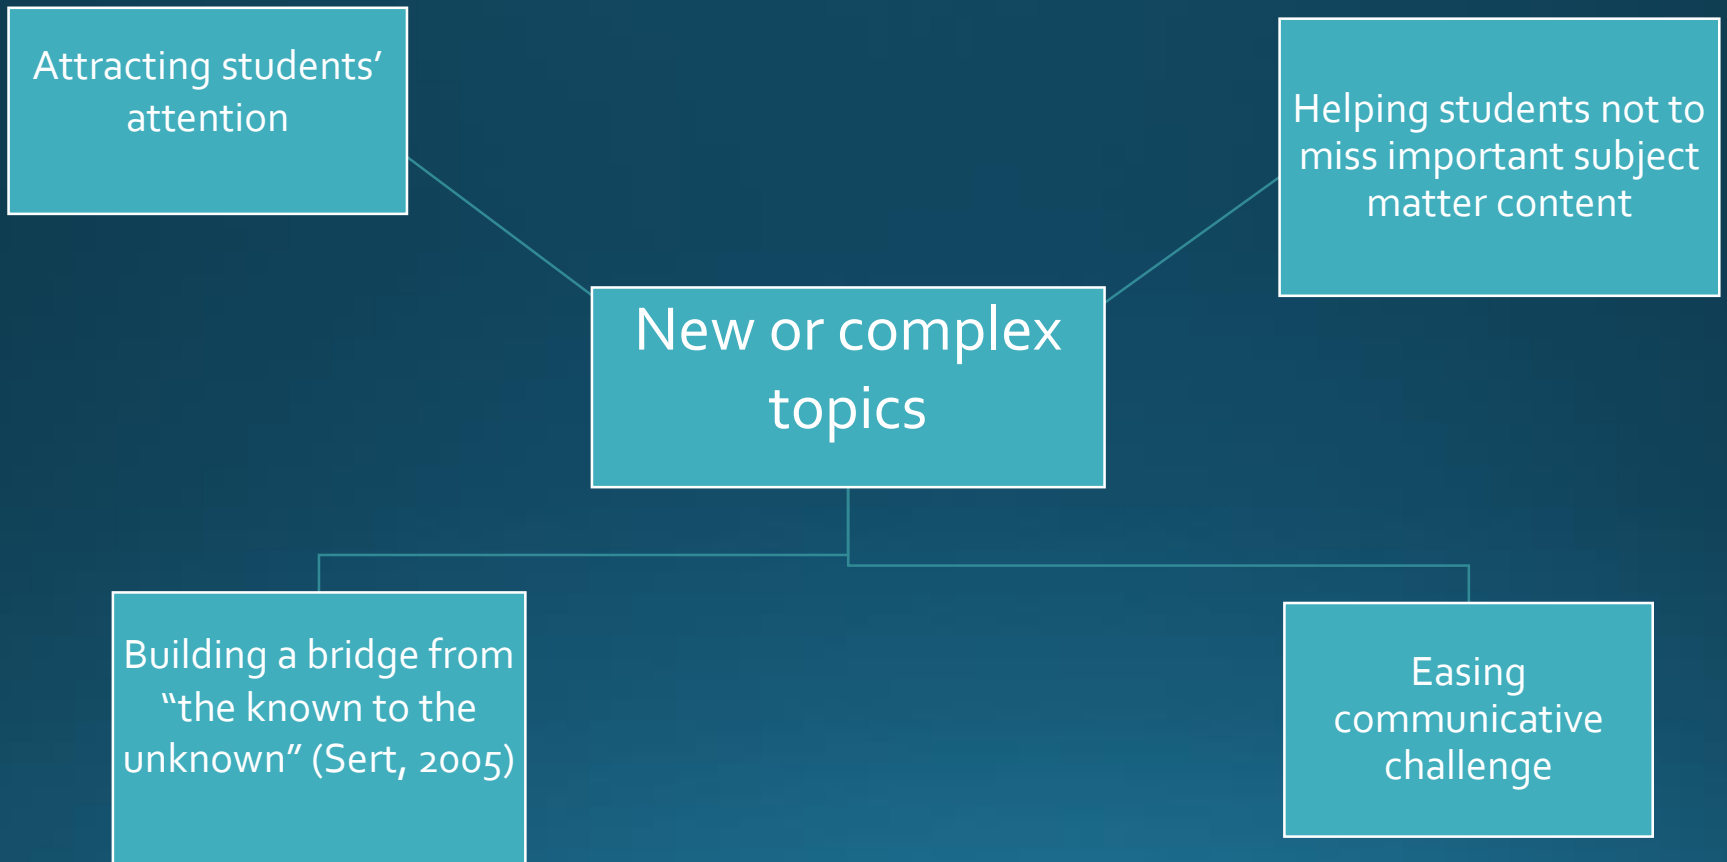 Attracting students’
attention
Helping students not to
miss important subject
matter content
New or complex
topics
Building a bridge from
“the known to the
unknown” (Sert, 2005)
Easing
communicative
challenge